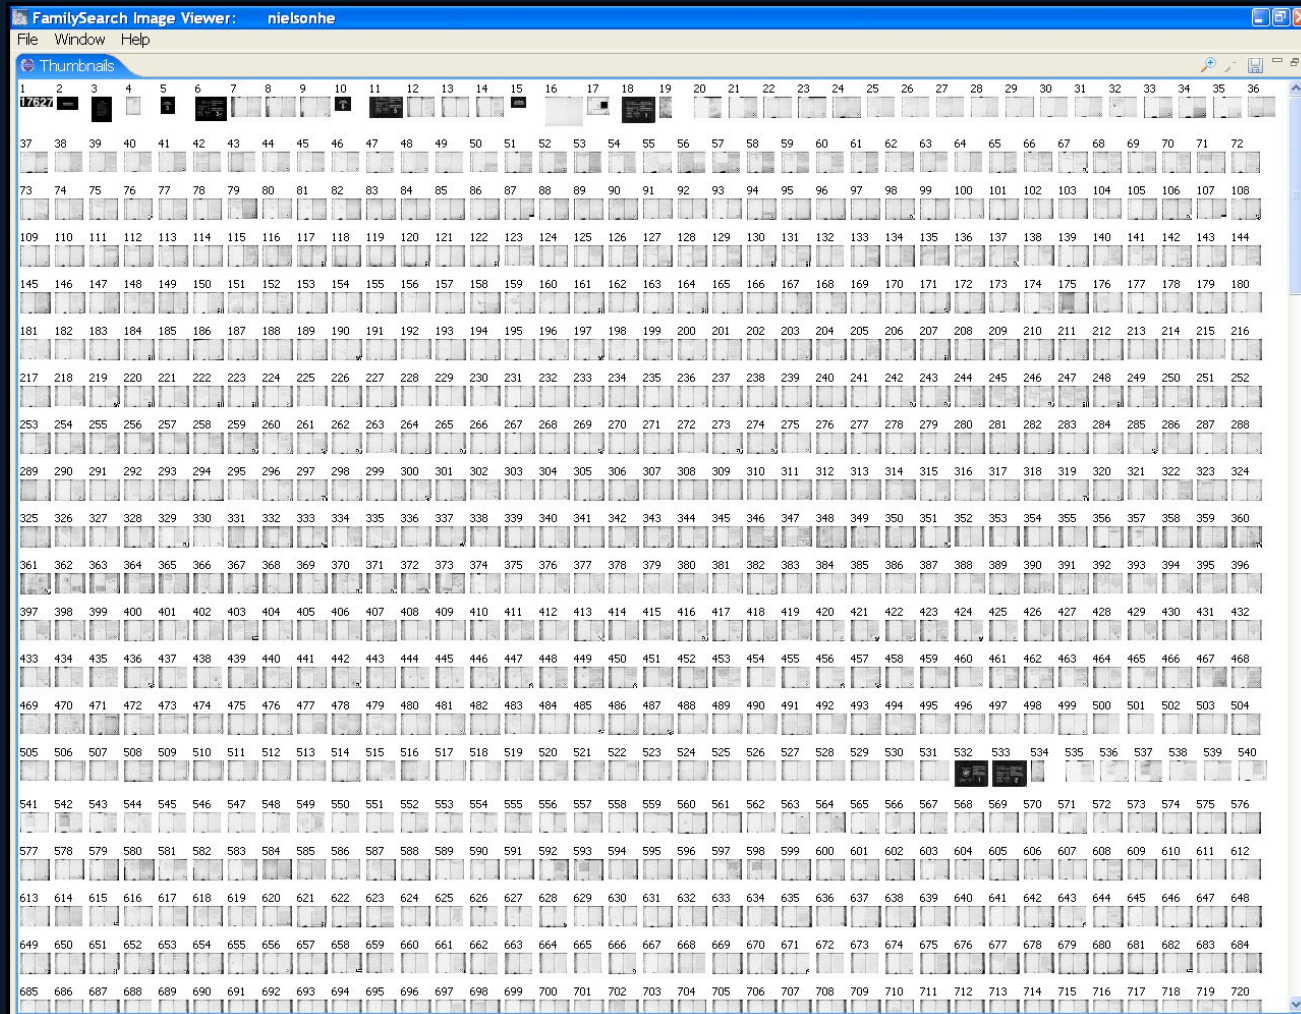 FamilySearch Image Viewer: nielsonhe
File Window Help
Thumbnails
1 2 3 4 5 6 7 8 9 10 11 12 13 14 15 16 17 18 19 20 21 22 23 24 25 26 27 28 29 30 31 32 33 34 35 36
17627
37 38 39 40 41 42 43 44 45 46 47 48 49 50 51 52 53 54 55 56 57 58 59 60 61 62 63 64 65 66 67 68 69 70 71 72
73 74 75 76 77 78 79 80 81 82 83 84 85 86 87 88 89 90 91 92 93 94 95 96 97 98 99 100 101 102 103 104 105 106 107 108
109 110 111 112 113 114 115 116 117 118 119 120 121 122 123 124 125 126 127 128 129 130 131 132 133 134 135 136 137 138 139 140 141 142 143 144
145 146 147 148 149 150 151 152 153 154 155 156 157 158 159 160 161 162 163 164 165 166 167 168 169 170 171 172 173 174 175 176 177 178 179 180
181 182 183 184 185 186 187 188 189 190 191 192 193 194 195 196 197 198 199 200 201 202 203 204 205 206 207 208 209 210 211 212 213 214 215 216
217 218 219 220 221 222 223 224 225 226 227 228 229 230 231 232 233 234 235 236 237 238 239 240 241 242 243 244 245 246 247 248 249 250 251 252
253 254 255 256 257 258 259 260 261 262 263 264 265 266 267 268 269 270 271 272 273 274 275 276 277 278 279 280 281 282 283 284 285 286 287 288
289 290 291 292 293 294 295 296 297 298 299 300 301 302 303 304 305 306 307 308 309 310 311 312 313 314 315 316 317 318 319 320 321 322 323 324
325 326 327 328 329 330 331 332 333 334 335 336 337 338 339 340 341 342 343 344 345 346 347 348 349 350 351 352 353 354 355 356 357 358 359 360
361 362 363 364 365 366 367 368 369 370 371 372 373 374 375 376 377 378 379 380 381 382 383 384 385 386 387 388 389 390 391 392 393 394 395 396
397 398 399 400 401 402 403 404 405 406 407 408 409 410 411 412 413 414 415 416 417 418 419 420 421 422 423 424 425 426 427 428 429 430 431 432
433 434 435 436 437 438 439 440 441 442 443 444 445 446 447 448 449 450 451 452 453 454 455 456 457 458 459 460 461 462 463 464 465 466 467 468
469 470 471 472 473 474 475 476 477 478 479 480 481 482 483 484 485 486 487 488 489 490 491 492 493 494 495 496 497 498 499 500 501 502 503 504
505 506 507 508 509 510 511 512 513 514 515 516 517 518 519 520 521 522 523 524 525 526 527 528 529 530 531 532 533 534 535 536 537 538 539 540
541 542 543 544 545 546 547 548 549 550 551 552 553 554 555 556 557 558 559 560 561 562 563 564 565 566 567 568 569 570 571 572 573 574 575 576
577 578 579 580 581 582 583 584 585 586 587 588 589 590 591 592 593 594 595 596 597 598 599 600 601 602 603 604 605 606 607 608 609 610 611 612
613 614 615 616 617 618 619 620 621 622 623 624 625 626 627 628 629 630 631 632 633 634 635 636 637 638 639 640 641 642 643 644 645 646 647 648
649 650 651 652 653 654 655 656 657 658 659 660 661 662 663 664 665 666 667 668 669 670 671 672 673 674 675 676 677 678 679 680 681 682 683 684
685 686 687 688 689 690 691 692 693 694 695 696 697 698 699 700 701 702 703 704 705 706 707 708 709 710 711 712 713 714 715 716 717 718 719 720